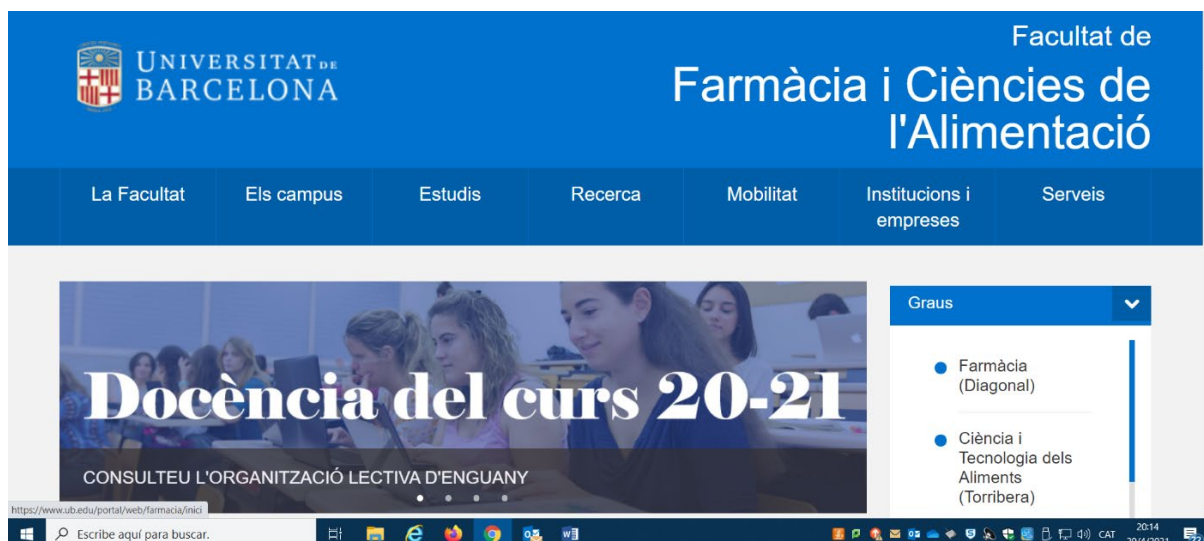 UNIVERSITAT DE
BARCELONA
Facultat de
Farmàcia i Ciències de
l'Alimentació
La Facultat
Els campus
Estudis
Recerca
Mobilitat
Institucions i
empreses
Serveis
Docència del curs 20-21
CONSULTEU L'ORGANITZACIÓ LECTIVA D'ENGUANY
Graus
Farmàcia
(Diagonal)
Ciència i
Tecnologia dels
Aliments
(Torribera)
https://www.ub.edu/portal/web/farmacia/inici
Escribe aquí para buscar.
CAT
20:14